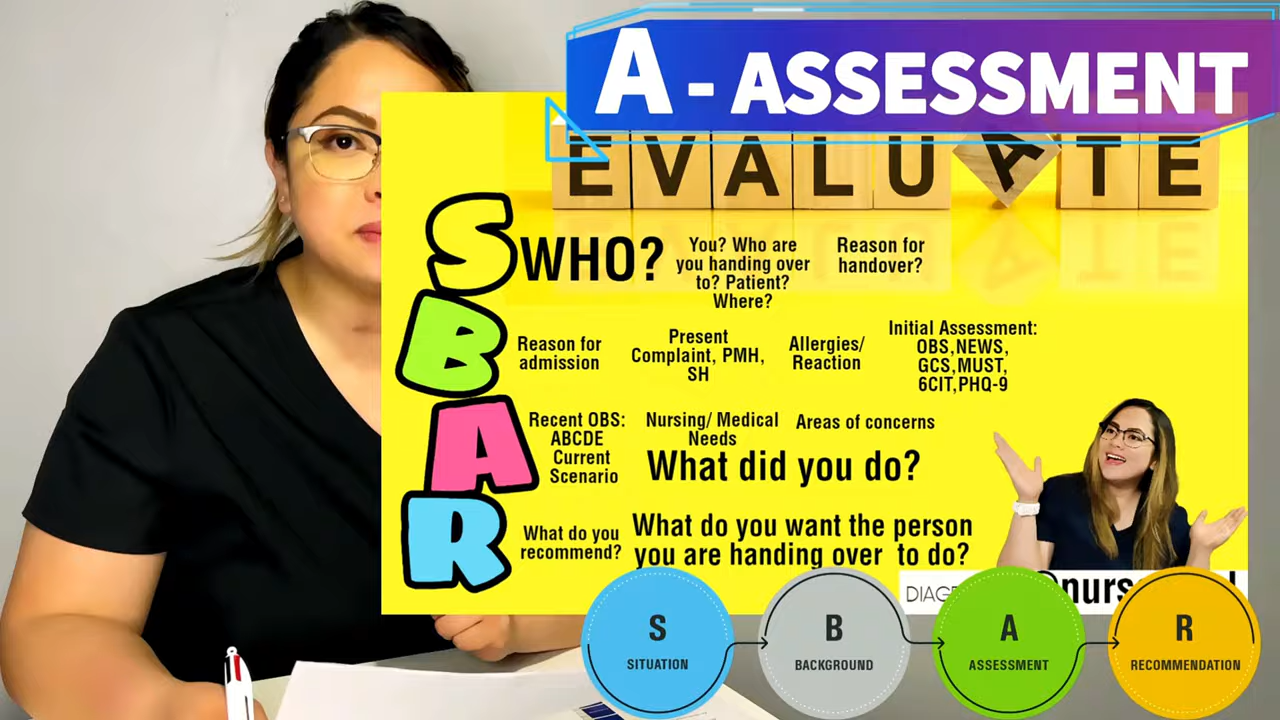 A - ASSESSMENT
EVALUATE
S
WHO?
You? Who are
you handing over
to? Patient?
Where?
Reason for
handover?
B
Reason for
admission
Present
Complaint, PMH,
SH
Allergies/
Reaction
Initial Assessment:
OBS,NEWS,
GCS,MUST,
6CIT,PHQ-9
A
Recent OBS:
ABCDE
Current
Scenario
Nursing/ Medical
Needs
Areas of concerns
What did you do?
R
What do you
recommend?
What do you want the person
you are handing over to do?
S
SITUATION
B
BACKGROUND
A
ASSESSMENT
R
RECOMMENDATION